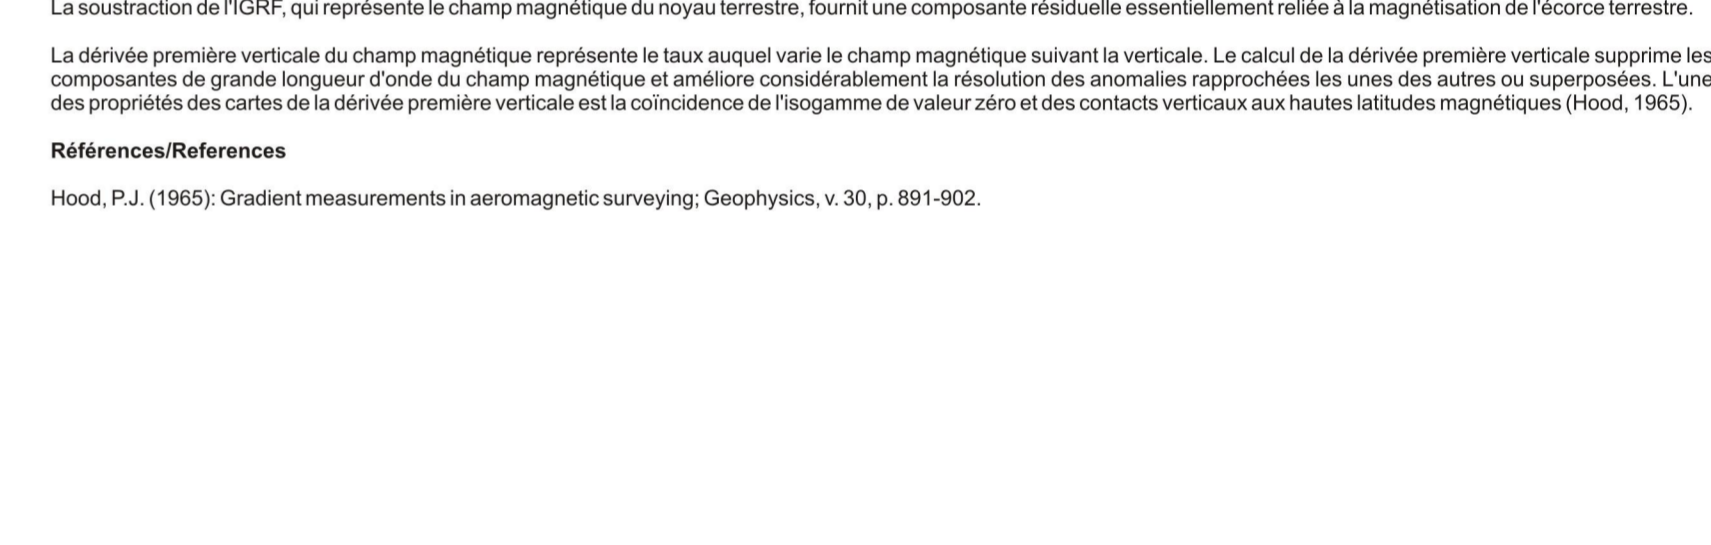 La soustraction de l'IGRF, qui représente le champ magnétique du noyau terrestre, fournit une composante résiduelle essentiellement reliée à la magnétisation de l'écorce terrestre.
La dérivée première verticale du champ magnétique représente le taux auquel varie le champ magnétique suivant la verticale. Le calcul de la dérivée première verticale supprime les
composantes de grande longueur d'onde du champ magnétique et améliore considérablement la résolution des anomalies rapprochées les unes des autres ou superposées. L'une
des propriétés des cartes de la dérivée première verticale est la coïncidence de l'isogamme de valeur zéro et des contacts verticaux aux hautes latitudes magnétiques (Hood, 1965).
Références/References
Hood, P.J. (1965): Gradient measurements in aeromagnetic surveying; Geophysics, v. 30, p. 891-902.